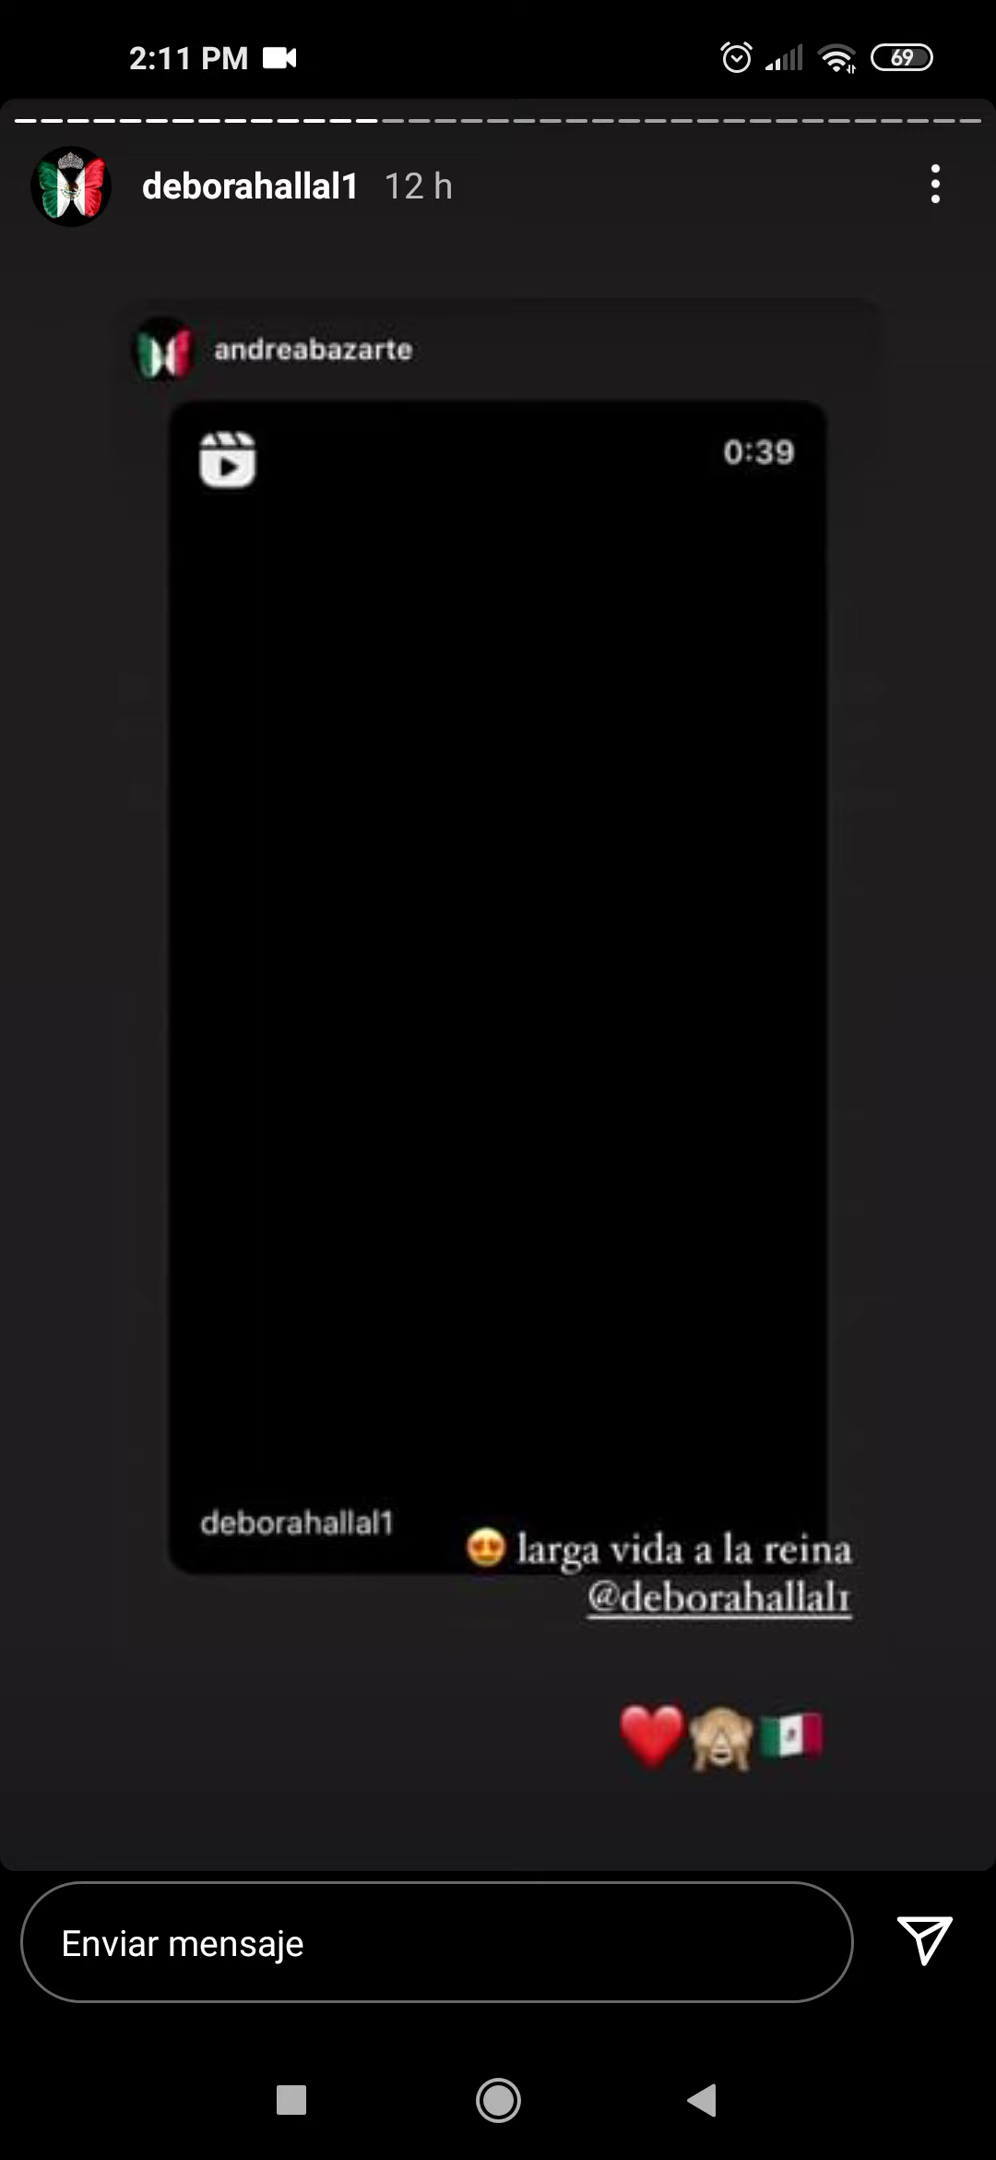 2:11 PM
69
deborahallal1 12 h
andreabazarte
0:39
deborahallal1
😍 larga vida a la reina
@deborahallal1
❤️🙈🇲🇽
Enviar mensaje